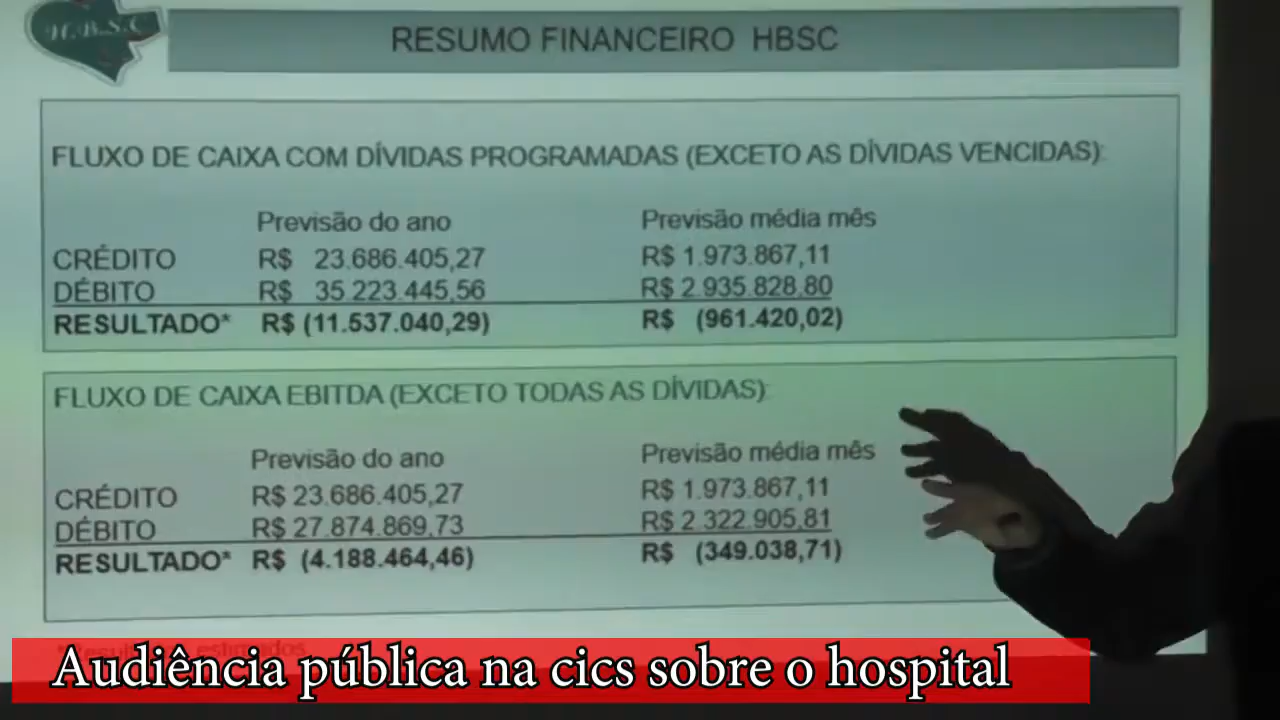 H.B.S.C
RESUMO FINANCEIRO HBSC
FLUXO DE CAIXA COM DÍVIDAS PROGRAMADAS (EXCETO AS DÍVIDAS VENCIDAS):
Previsão do ano Previsão média mês
CRÉDITO R$ 23.686.405,27 R$ 1.973.867,11
DÉBITO R$ 35.223.445,56 R$ 2.935.828,80
RESULTADO* R$ (11.537.040,29) R$ (961.420,02)
FLUXO DE CAIXA EBITDA (EXCETO TODAS AS DÍVIDAS):
Previsão do ano Previsão média mês
CRÉDITO R$ 23.686.405,27 R$ 1.973.867,11
DÉBITO R$ 27.874.869,73 R$ 2.322.905,81
RESULTADO* R$ (4.188.464,46) R$ (349.038,71)
Audiência pública na cics sobre o hospital